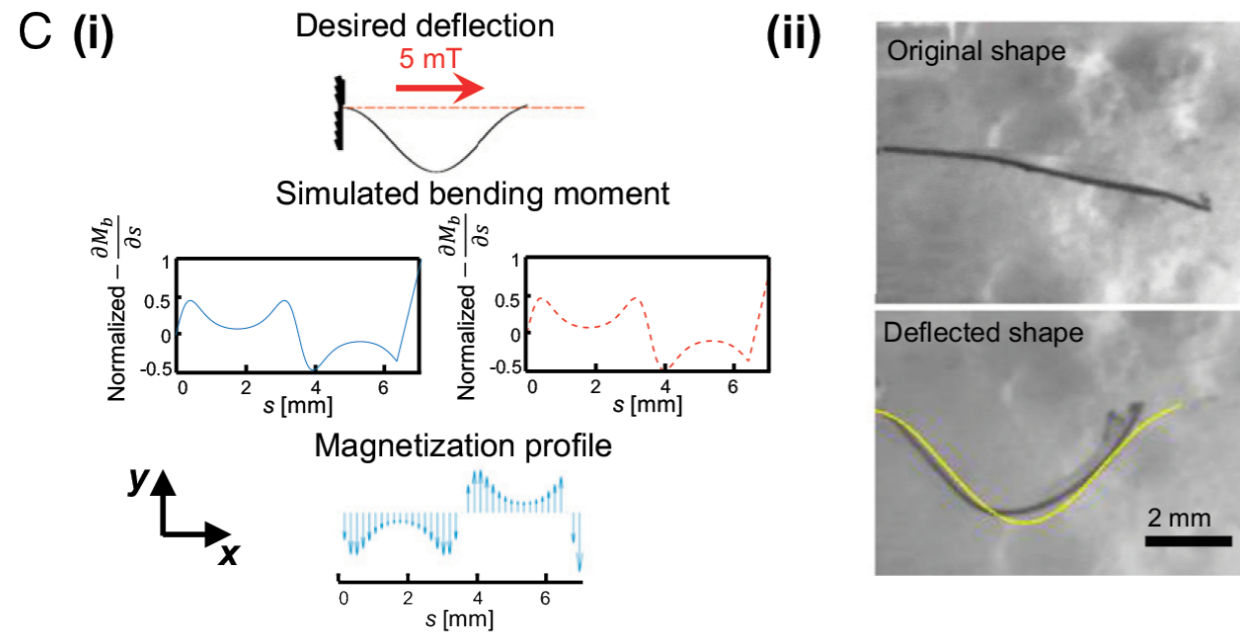 C (i)
Desired deflection
5 mT
Simulated bending moment
Normalized − ∂M_b/∂s
1
0.5
0
-0.5
0 2 4 6
s [mm]
Normalized − ∂M_b/∂s
1
0.5
0
-0.5
0 2 4 6
s [mm]
Magnetization profile
y
x
0 2 4 6
s [mm]
(ii)
Original shape
Deflected shape
2 mm